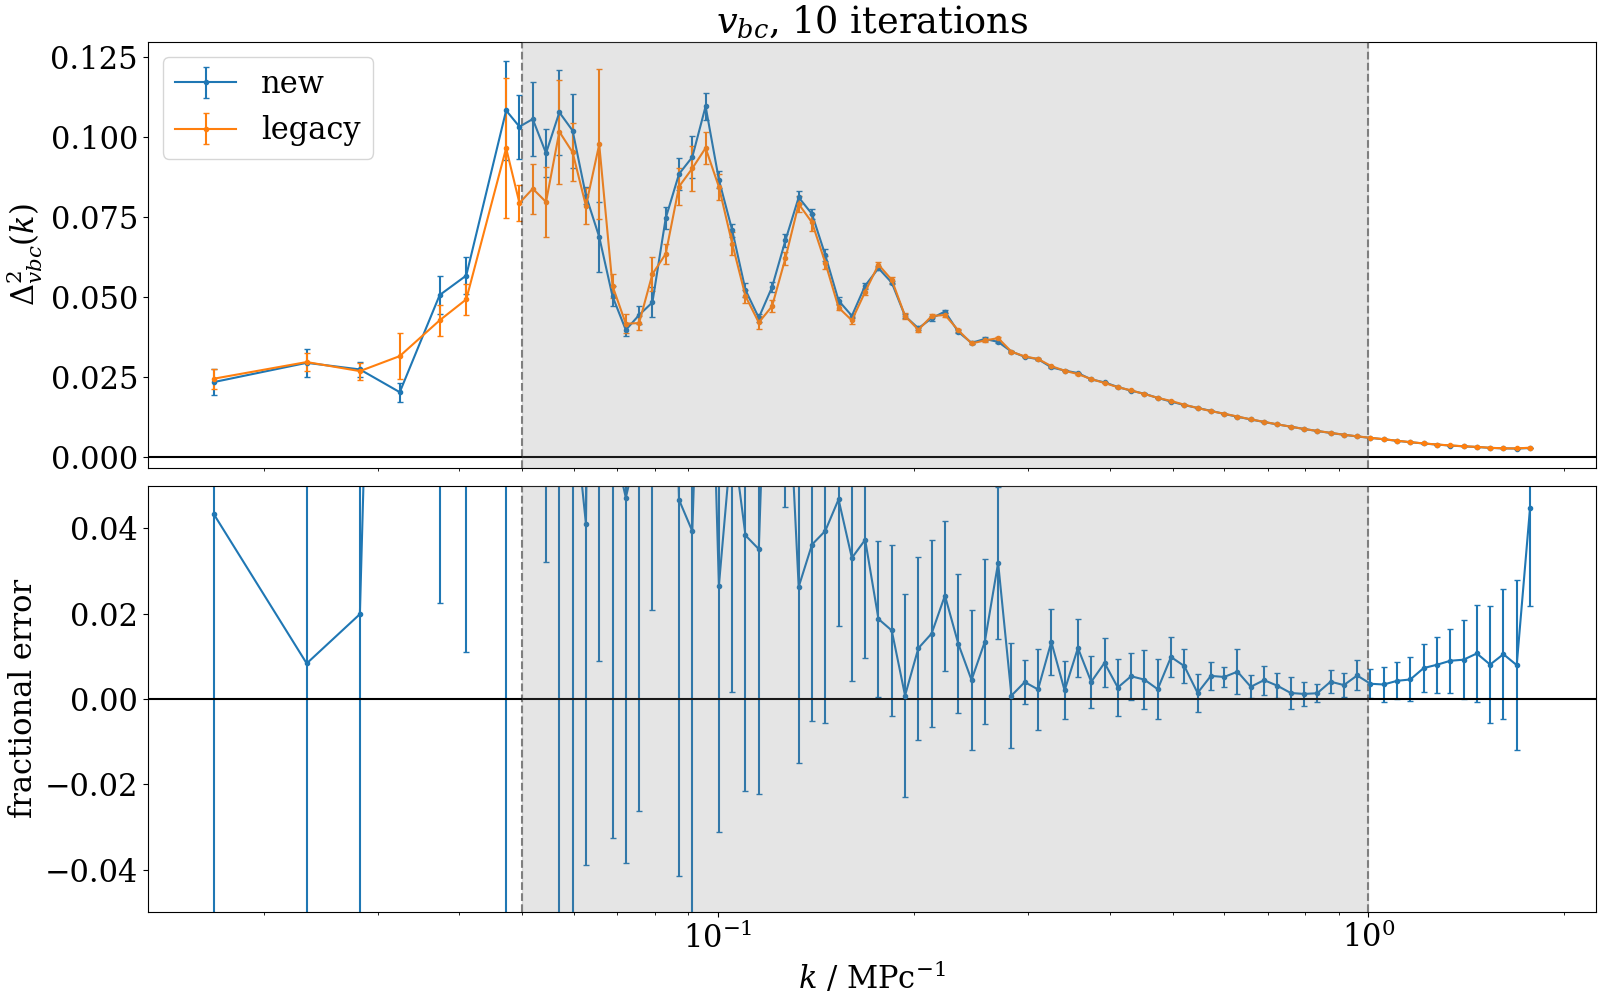 v_bc, 10 iterations
new
legacy
Δ²_vbc(k)
0.125
0.100
0.075
0.050
0.025
0.000
fractional error
0.04
0.02
0.00
−0.02
−0.04
10⁻¹
10⁰
k / MPc⁻¹